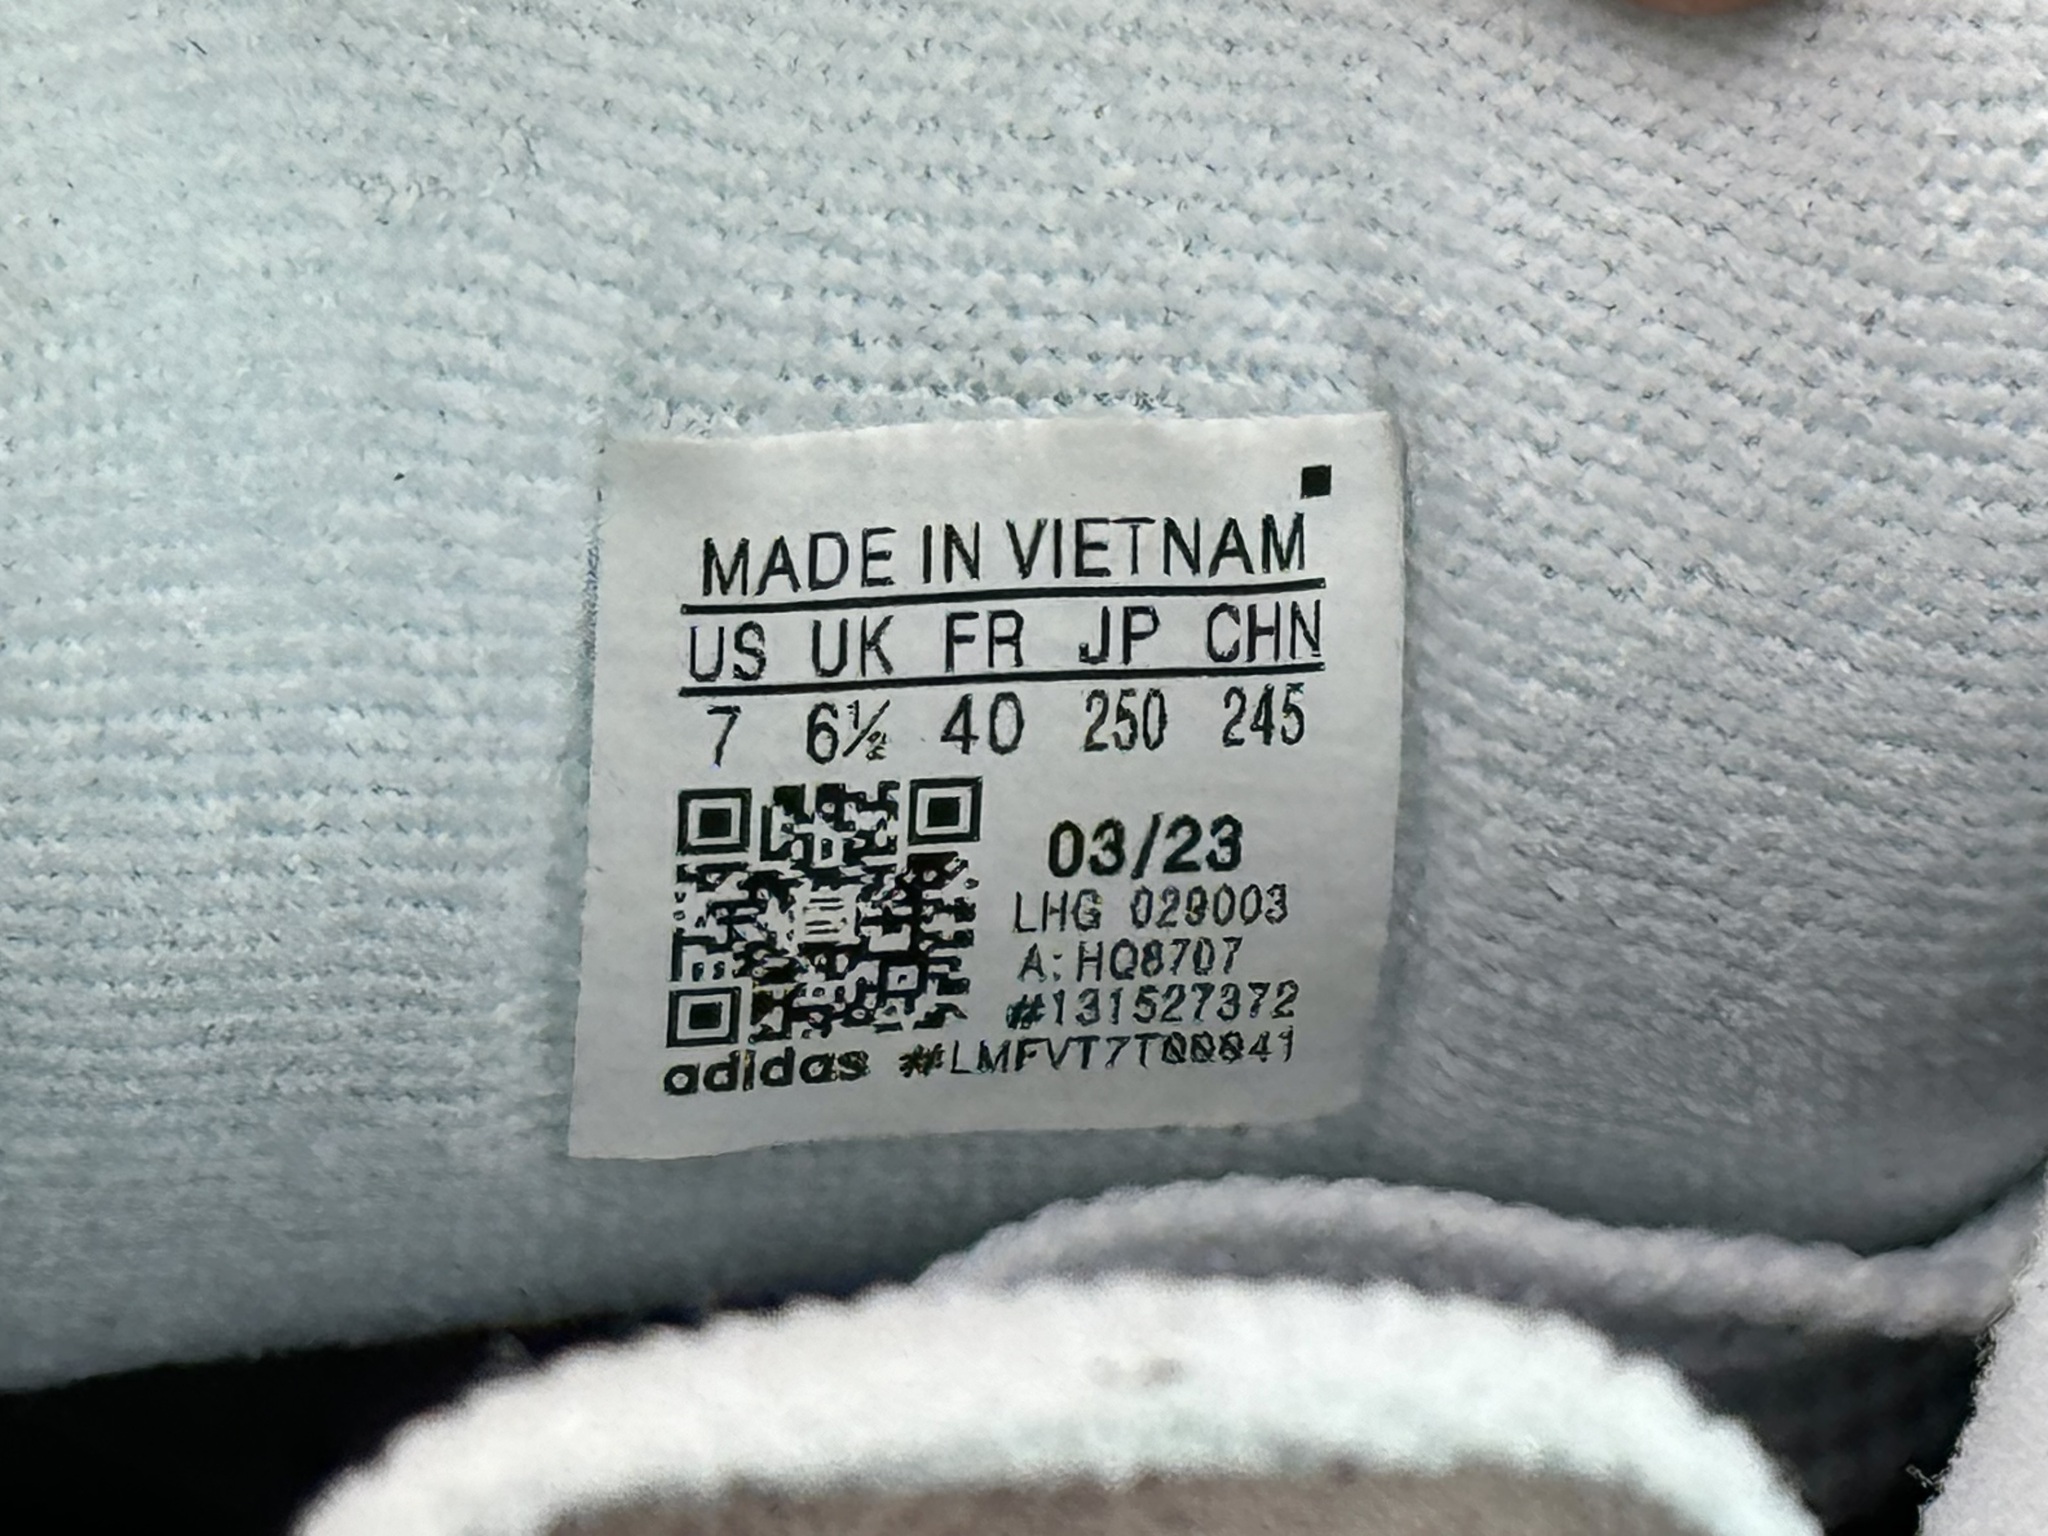 MADE IN VIETNAM
US UK FR JP CHN
7 6½ 40 250 245
03/23
LHG 029003
A: HQ8707
#131527372
adidas